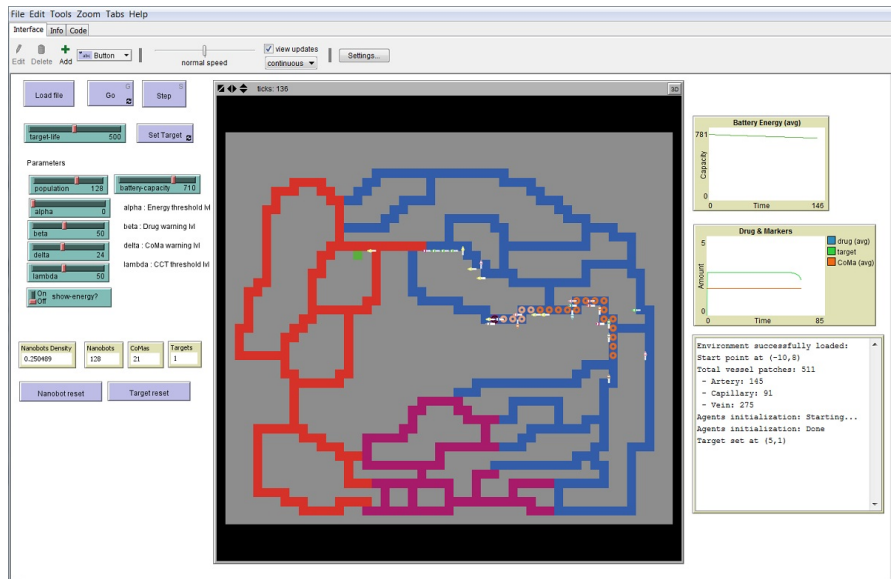 File Edit Tools Zoom Tabs Help
Interface Info Code
Edit Delete Add Button normal speed view updates continuous Settings...
ticks: 136 3D
Load file Go G Step S
target-life 500 Set Target
Parameters
population 128 battery-capacity 710
alpha 0 alpha : Energy threshold lvl
beta 50 beta : Drug warning lvl
delta 24 delta : CoMa warning lvl
lambda 50 lambda : CCT threshold lvl
On
Off show-energy?
Nanobots Density Nanobots CoMas Targets
0.250489 128 21 1
Nanobot reset Target reset
Battery Energy (avg)
781
Capacity
0
0 Time 146
Drug & Markers
5
Amount
0
0 Time 85
drug (avg)
target
CoMa (avg)
Environment successfully loaded:
Start point at (-10,8)
Total vessel patches: 511
- Artery: 145
- Capillary: 91
- Vein: 275
Agents initialization: Starting...
Agents initialization: Done
Target set at (5,1)